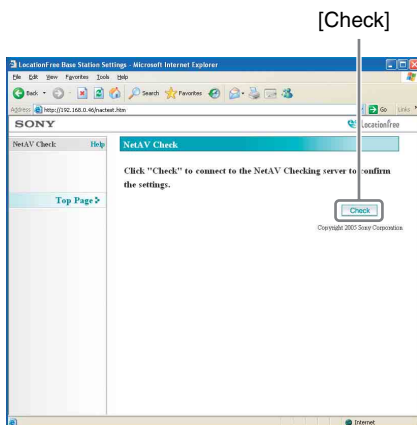 [Check]
LocationFree Base Station Settings - Microsoft Internet Explorer
File Edit View Favorites Tools Help
Back Search Favorites
Address http://192.168.0.46/nactest.htm Go Links
SONY LocationFree
NetAV Check Help
NetAV Check
Click "Check" to connect to the NetAV Checking server to confirm
the settings.
Top Page
Check
Copyright 2005 Sony Corporation
Internet